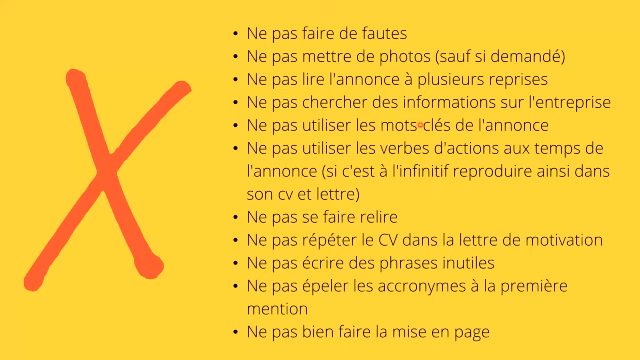 • Ne pas faire de fautes
• Ne pas mettre de photos (sauf si demandé)
• Ne pas lire l'annonce à plusieurs reprises
• Ne pas chercher des informations sur l'entreprise
• Ne pas utiliser les mots-clés de l'annonce
• Ne pas utiliser les verbes d'actions aux temps de
l'annonce (si c'est à l'infinitif reproduire ainsi dans
son cv et lettre)
• Ne pas se faire relire
• Ne pas répéter le CV dans la lettre de motivation
• Ne pas écrire des phrases inutiles
• Ne pas épeler les accronymes à la première
mention
• Ne pas bien faire la mise en page